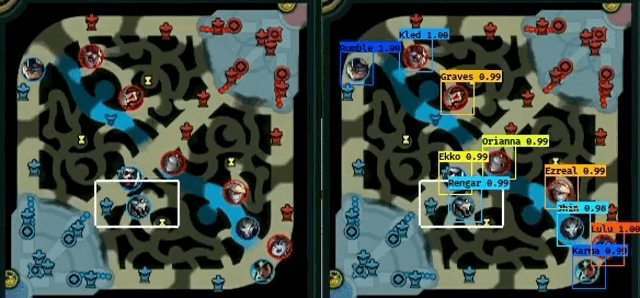 Kled 1.00
Rumble 1.00
Graves 0.99
Orianna 0.99
Ekko 0.99
Rengar 0.99
Ezreal 0.99
Jhin 0.98
Lulu 1.00
Karma 0.99